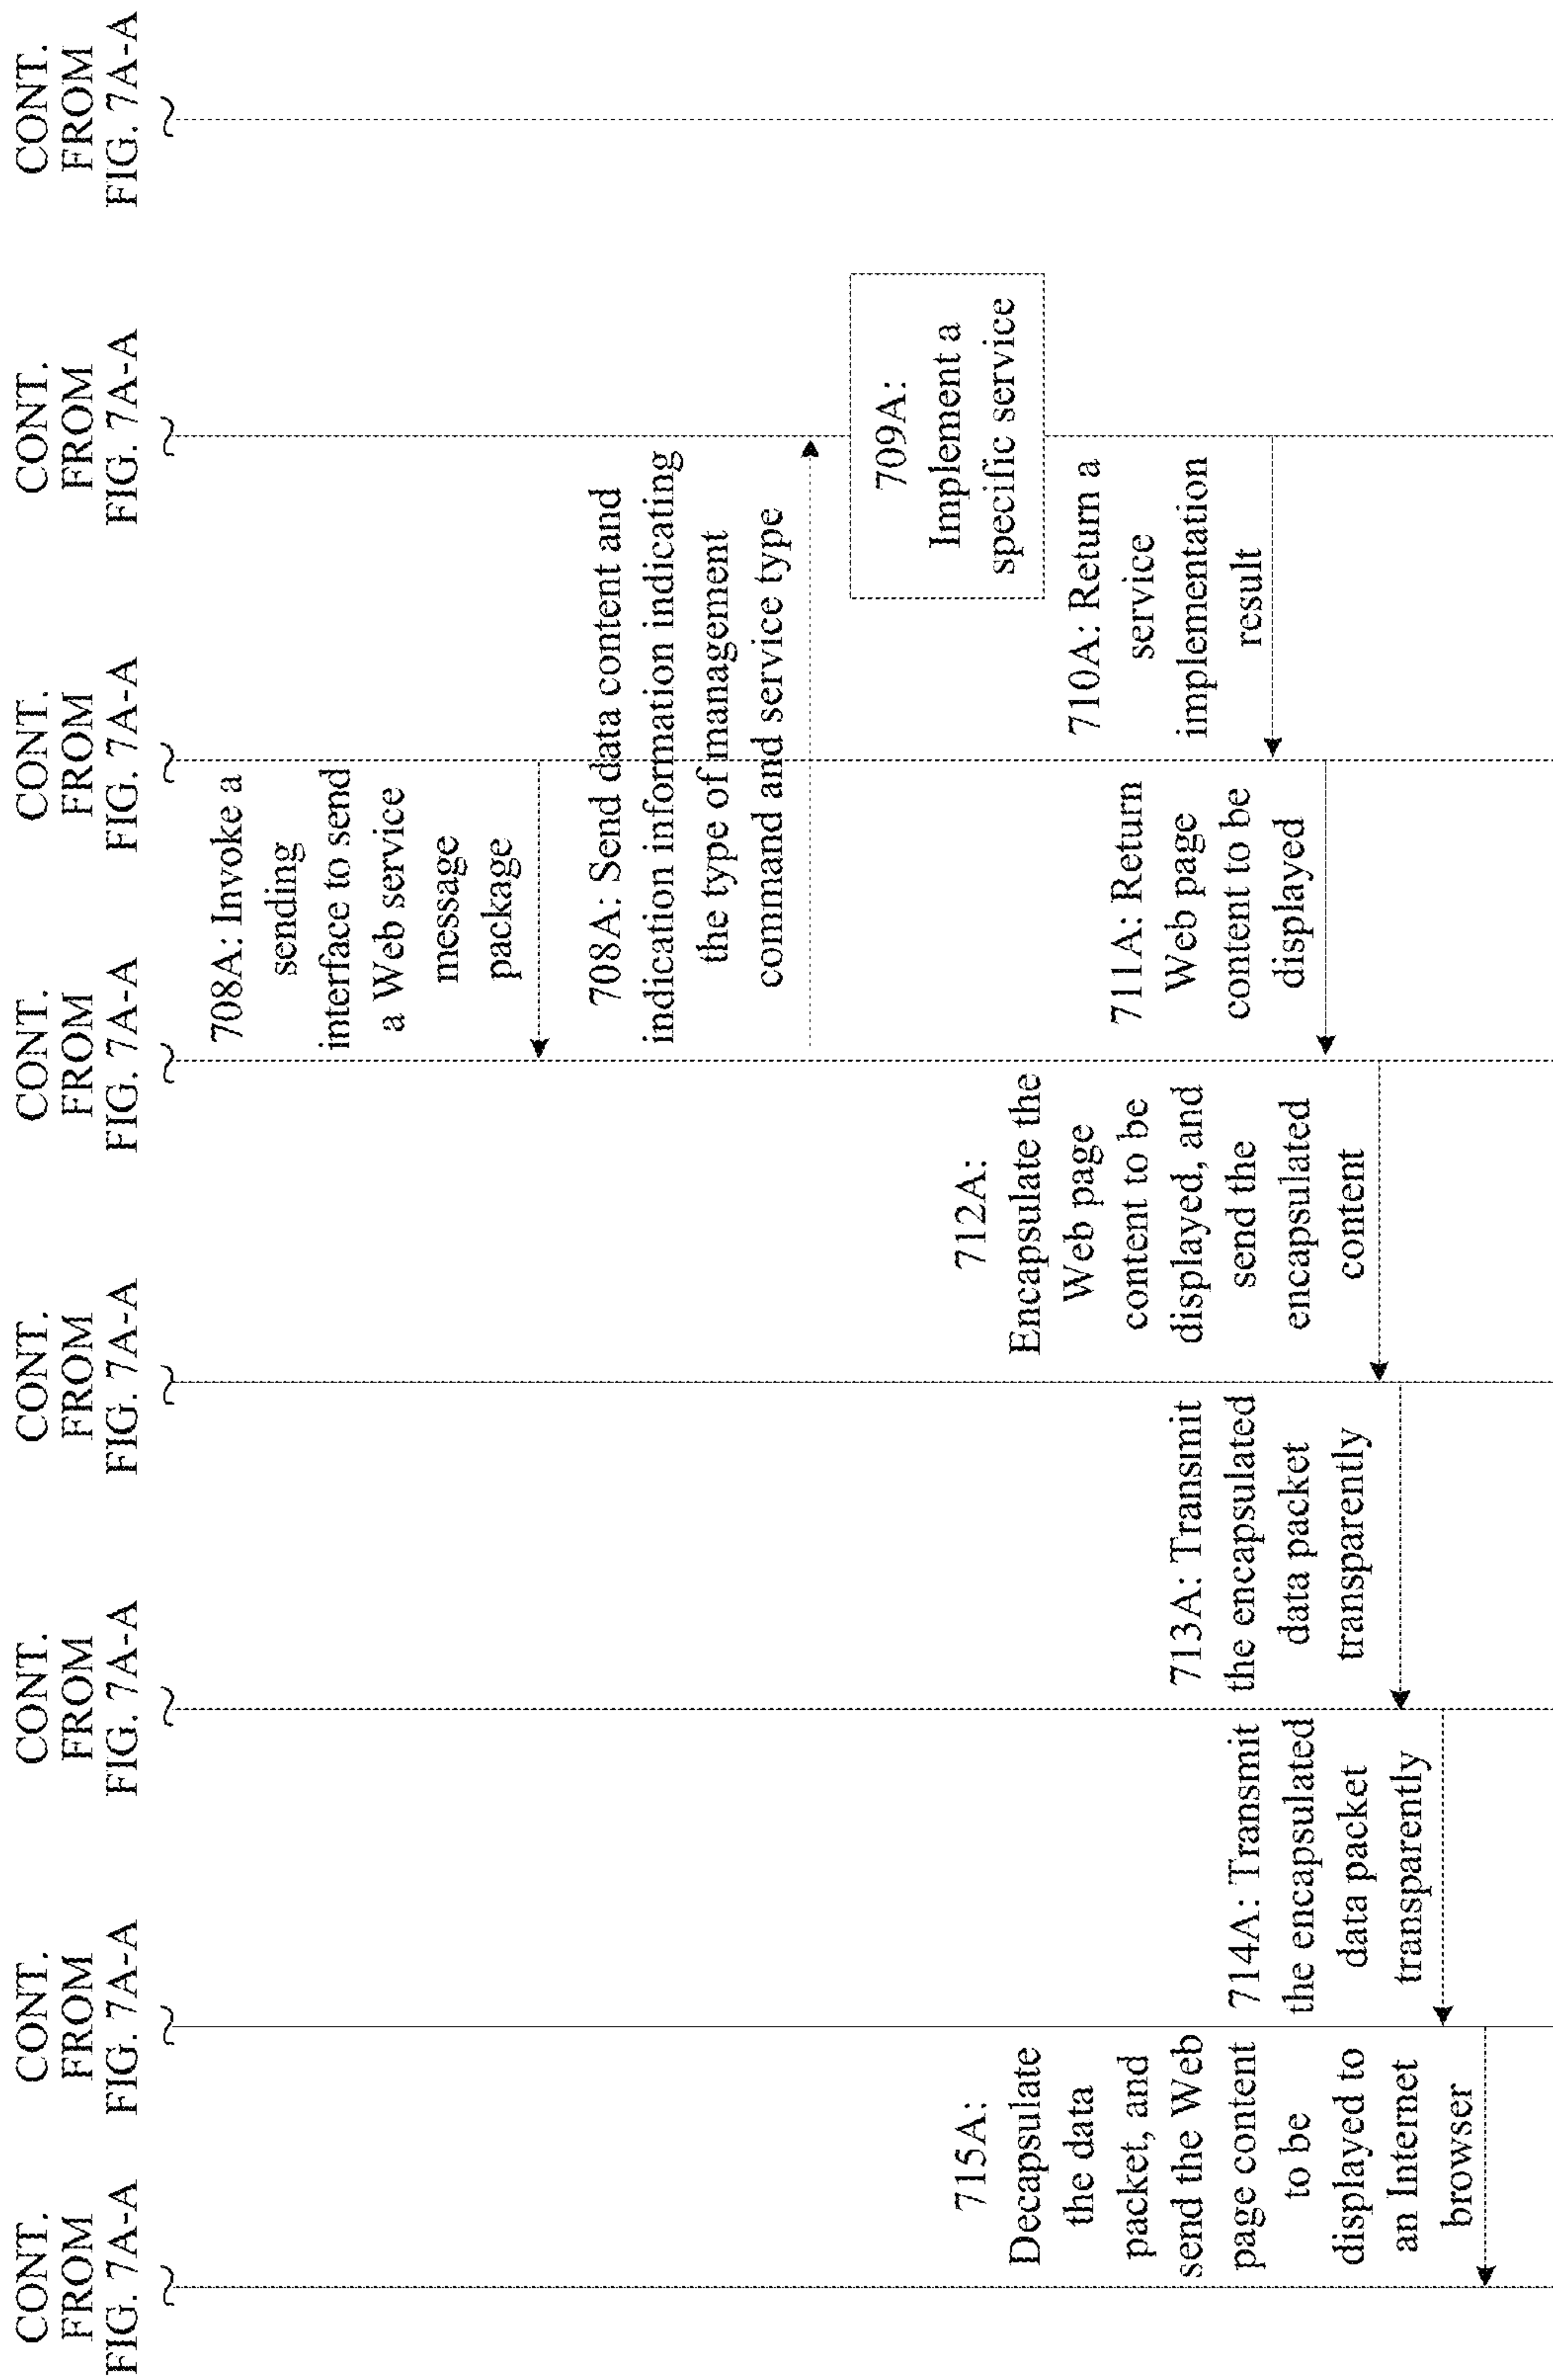 CONT.
FROM
FIG. 7A-A
CONT.
FROM
FIG. 7A-A
CONT.
FROM
FIG. 7A-A
CONT.
FROM
FIG. 7A-A
CONT.
FROM
FIG. 7A-A
CONT.
FROM
FIG. 7A-A
CONT.
FROM
FIG. 7A-A
CONT.
FROM
FIG. 7A-A
708A: Invoke a
sending
interface to send
a Web service
message
package
708A: Send data content and
indication information indicating
the type of management
command and service type
709A:
Implement a
specific service
710A: Return a
service
implementation
result
711A: Return
Web page
content to be
displayed
712A:
Encapsulate the
Web page
content to be
displayed, and
send the
encapsulated
content
713A: Transmit
the encapsulated
data packet
transparently
714A: Transmit
the encapsulated
data packet
transparently
715A:
Decapsulate
the data
packet, and
send the Web
page content
to be
displayed to
an Internet
browser